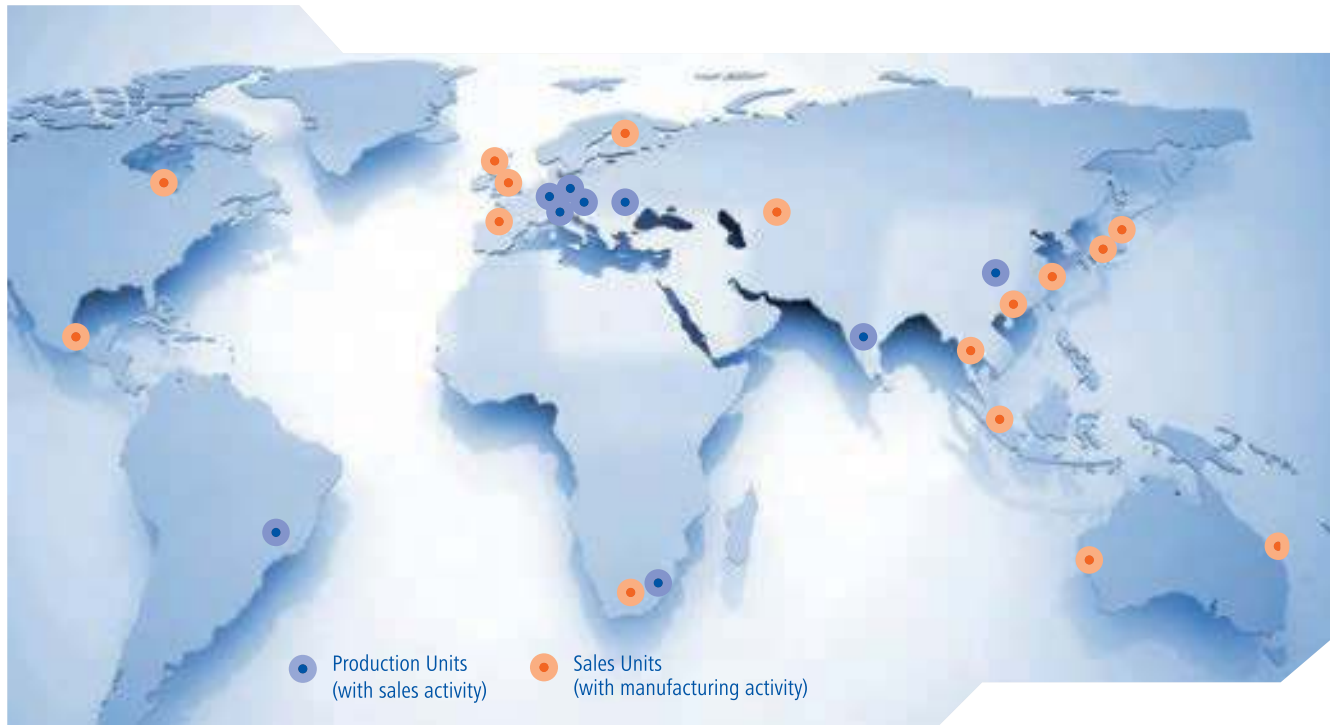 Production Units
(with sales activity)
Sales Units
(with manufacturing activity)